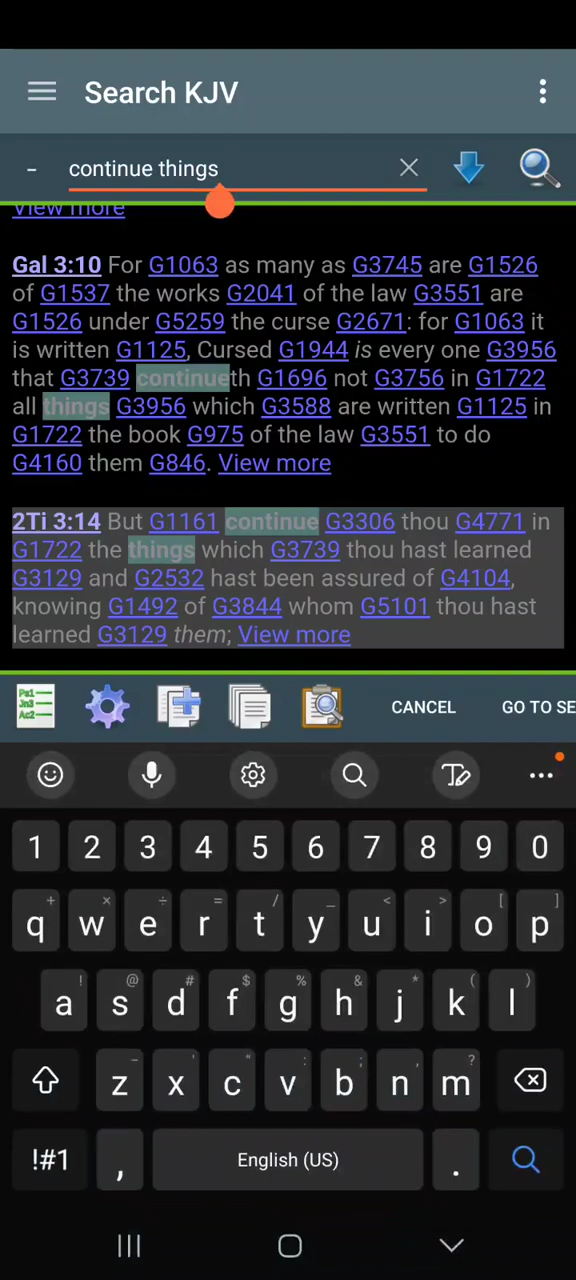 Search KJV
- continue things
View more
Gal 3:10 For G1063 as many as G3745 are G1526
of G1537 the works G2041 of the law G3551 are
G1526 under G5259 the curse G2671: for G1063 it
is written G1125, Cursed G1944 is every one G3956
that G3739 continueth G1696 not G3756 in G1722
all things G3956 which G3588 are written G1125 in
G1722 the book G975 of the law G3551 to do
G4160 them G846. View more
2Ti 3:14 But G1161 continue G3306 thou G4771 in
G1722 the things which G3739 thou hast learned
G3129 and G2532 hast been assured of G4104,
knowing G1492 of G3844 whom G5101 thou hast
learned G3129 them; View more
Ps1
Jn3
Ac2
CANCEL GO TO SE
1 2 3 4 5 6 7 8 9 0
+ × ÷ = / _ < > [ ]
q w e r t y u i o p
! @ # $ % ^ & * ( )
a s d f g h j k l
- ' " : ; , ?
z x c v b n m
!#1 , English (US) .